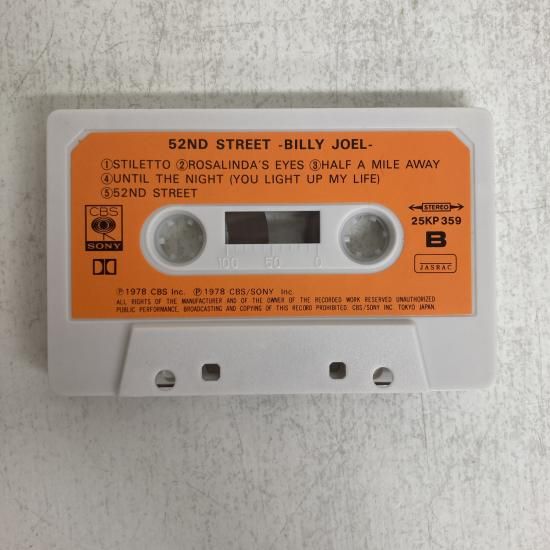 52ND STREET -BILLY JOEL-
①STILETTO ②ROSALINDA'S EYES ③HALF A MILE AWAY
④UNTIL THE NIGHT (YOU LIGHT UP MY LIFE)
⑤52ND STREET
CBS
SONY
STEREO
25KP 359
B
JASRAC
100 50 0
Ⓟ1978 CBS Inc. Ⓟ 1978 CBS/SONY Inc.
ALL RIGHTS OF THE MANUFACTURER AND OF THE OWNER OF THE RECORDED WORK RESERVED UNAUTHORIZED
PUBLIC PERFORMANCE, BROADCASTING AND COPYING OF THIS RECORD PROHIBITED. CBS/SONY INC. TOKYO JAPAN.